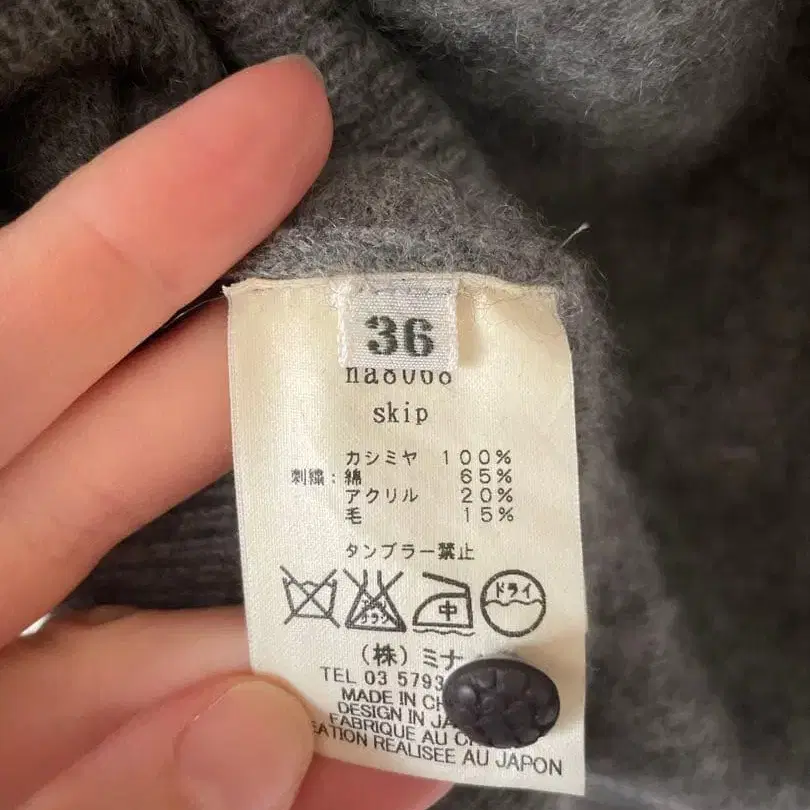 36
na8068
skip
カシミヤ 100%
刺繍：綿 65%
アクリル 20%
毛 15%
タンブラー禁止
中 ドライ
(株) ミナ
TEL 03 5793
MADE IN CH
DESIGN IN JA
FABRIQUE AU C
EATION REALISEE AU JAPON